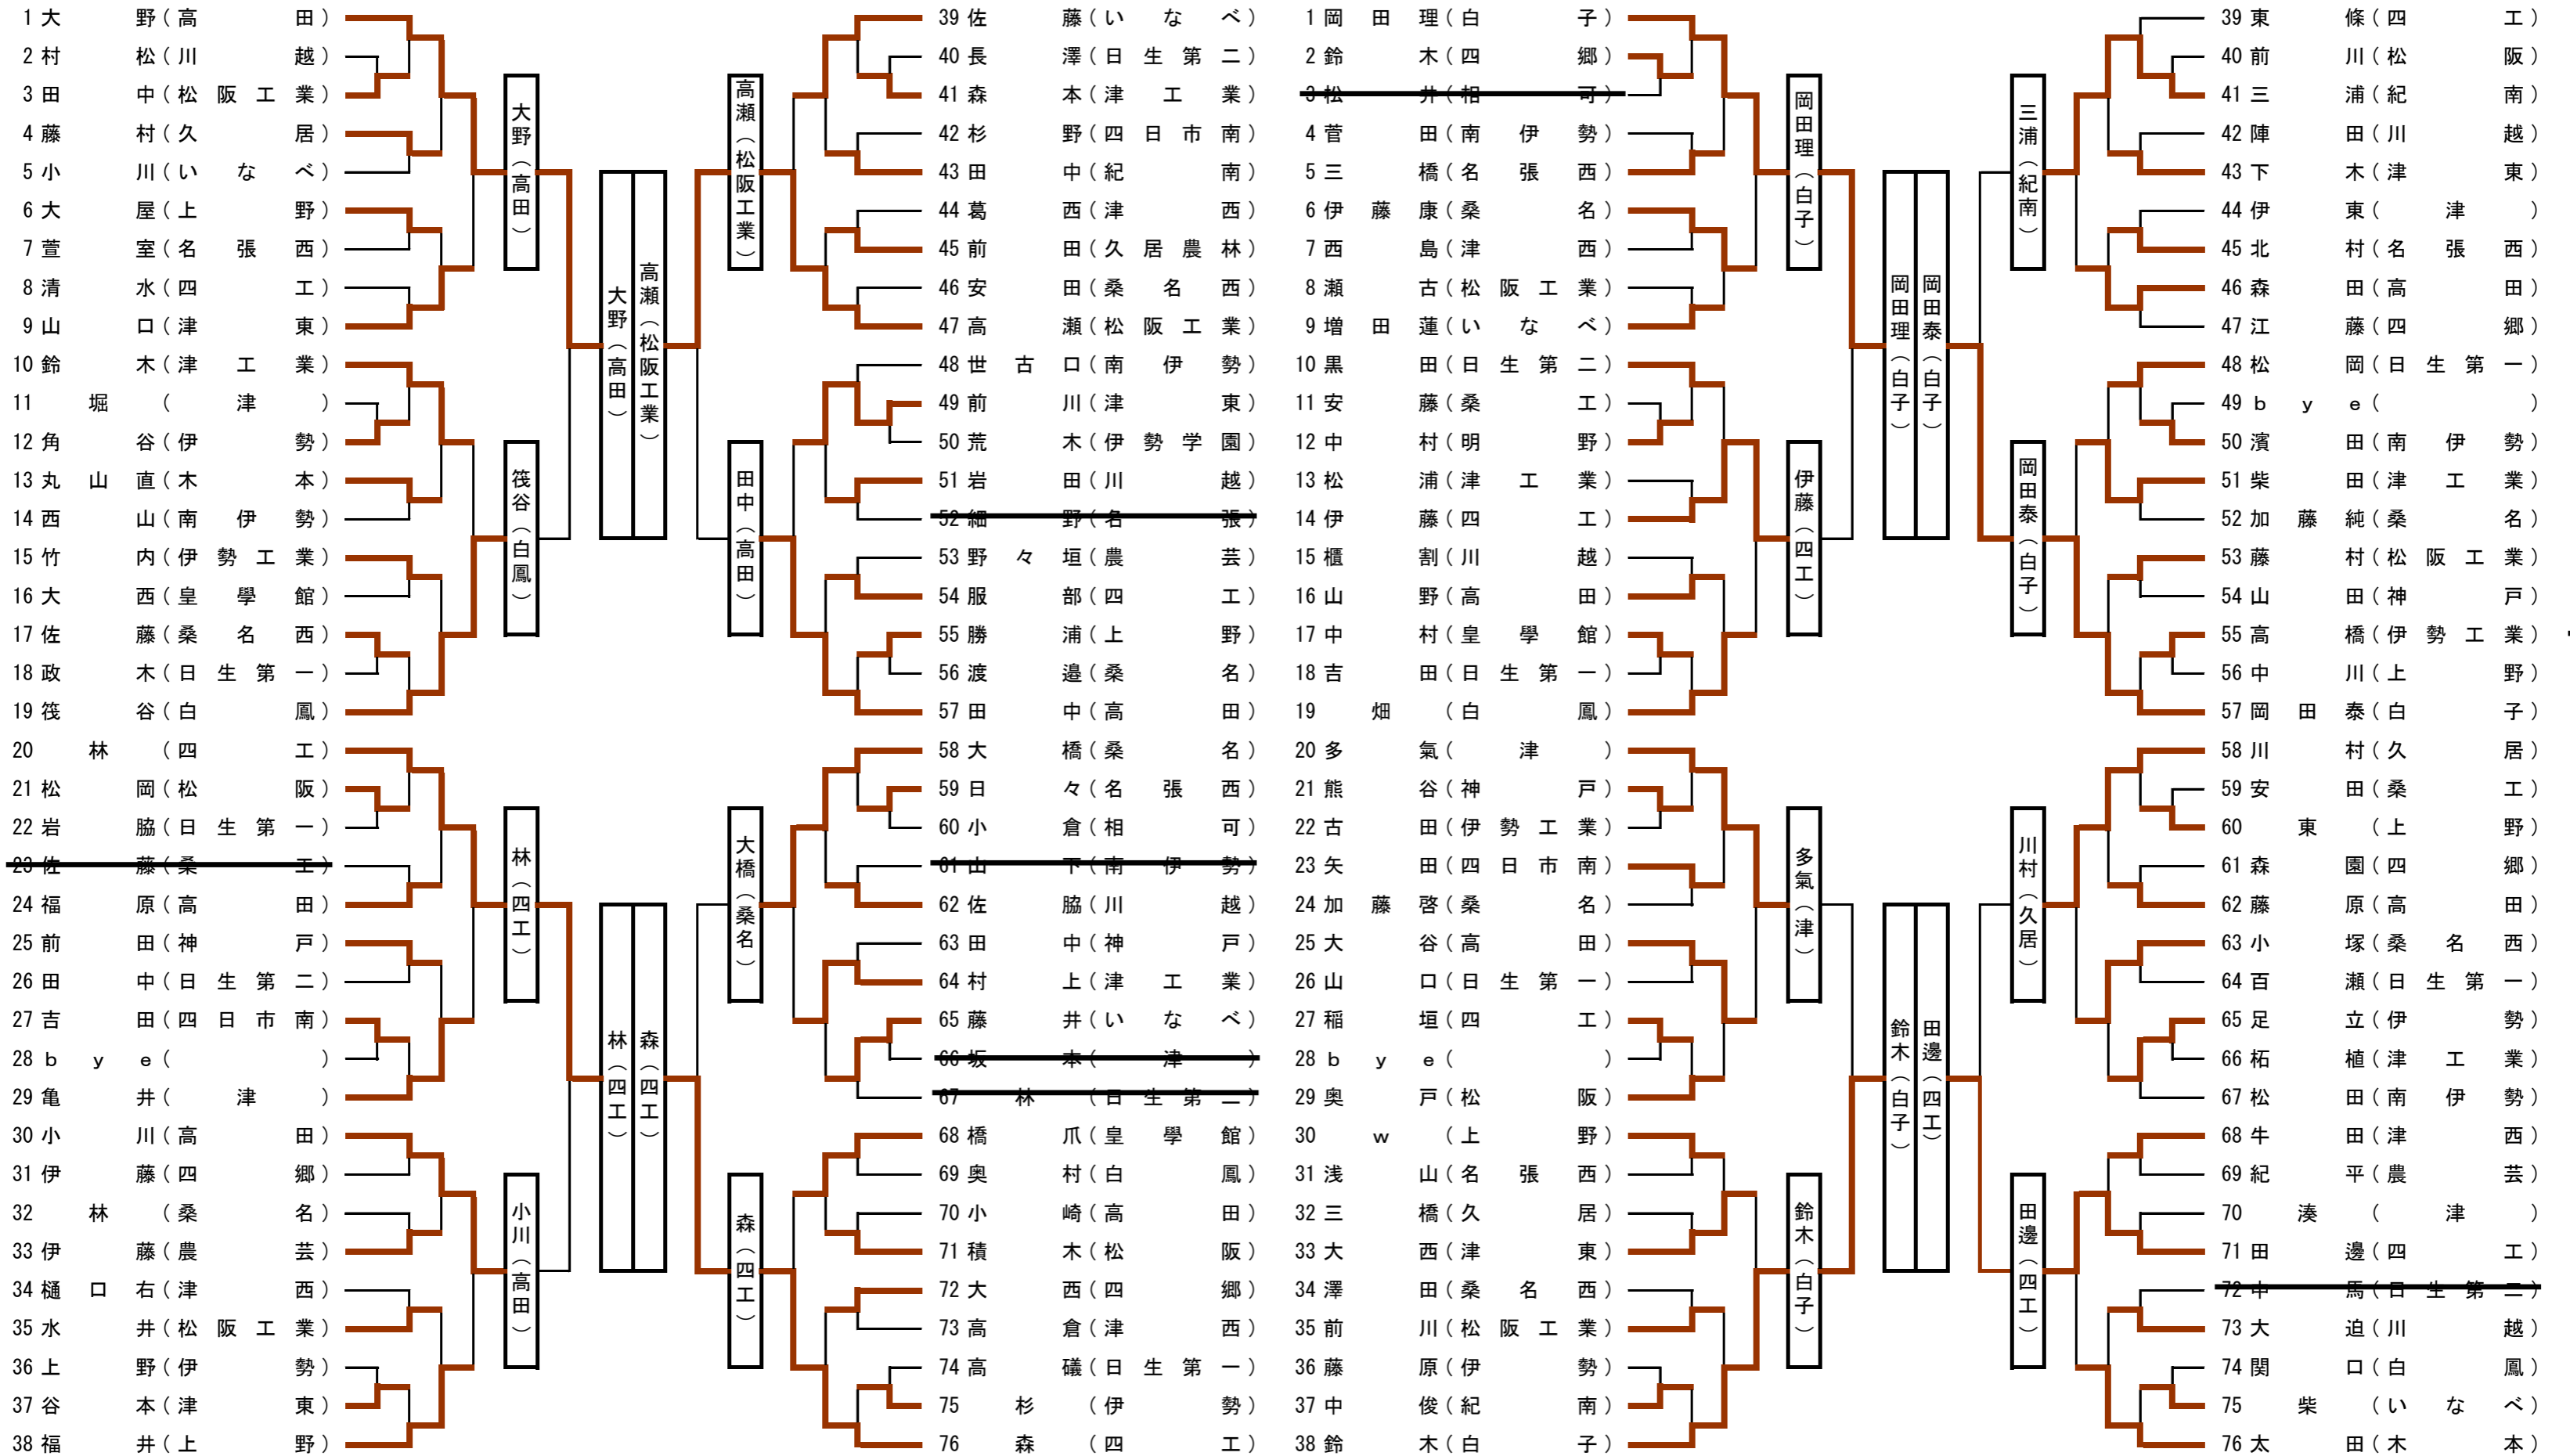 1 大野(高田)
2 村松(川越)
3 田中(松阪工業)
4 藤村(久居)
5 小川(いなべ)
6 大屋(上野)
7 萱室(名張西)
8 清水(四工)
9 山口(津東)
10 鈴木(津工業)
11 堀(津)
12 角谷(伊勢)
13 丸山直(木本)
14 西山(南伊勢)
15 竹内(伊勢工業)
16 大西(皇學館)
17 佐藤(桑名西)
18 政木(日生第一)
19 筏谷(白鳳)
20 林(四工)
21 松岡(松阪)
22 岩脇(日生第一)
23 佐藤(桑工)
24 福原(高田)
25 前田(神戸)
26 田中(日生第二)
27 吉田(四日市南)
28 bye()
29 亀井(津)
30 小川(高田)
31 伊藤(四郷)
32 林(桑名)
33 伊藤(農芸)
34 樋口右(津西)
35 水井(松阪工業)
36 上野(伊勢)
37 谷本(津東)
38 福井(上野)
大野(高田)
筏谷(白鳳)
林(四工)
小川(高田)
大野(高田)
高瀬(松阪工業)
林(四工)
森(四工)
高瀬(松阪工業)
田中(高田)
大橋(桑名)
森(四工)
39 佐藤(いなべ)
40 長澤(日生第二)
41 森本(津工業)
42 杉野(四日市南)
43 田中(紀南)
44 葛西(津西)
45 前田(久居農林)
46 安田(桑名西)
47 高瀬(松阪工業)
48 世古口(南伊勢)
49 前川(津東)
50 荒木(伊勢学園)
51 岩田(川越)
52 細野(名張)
53 野々垣(農芸)
54 服部(四工)
55 勝浦(上野)
56 渡邉(桑名)
57 田中(高田)
58 大橋(桑名)
59 日々(名張西)
60 小倉(相可)
61 山下(南伊勢)
62 佐脇(川越)
63 田中(神戸)
64 村上(津工業)
65 藤井(いなべ)
66 坂本(津)
67 林(日生第二)
68 橋爪(皇學館)
69 奥村(白鳳)
70 小崎(高田)
71 積木(松阪)
72 大西(四郷)
73 高倉(津西)
74 高礒(日生第一)
75 杉(伊勢)
76 森(四工)
1 岡田理(白子)
2 鈴木(四郷)
3 松井(相可)
4 菅田(南伊勢)
5 三橋(名張西)
6 伊藤康(桑名)
7 西島(津西)
8 瀬古(松阪工業)
9 増田蓮(いなべ)
10 黒田(日生第二)
11 安藤(桑工)
12 中村(明野)
13 松浦(津工業)
14 伊藤(四工)
15 櫃割(川越)
16 山野(高田)
17 中村(皇學館)
18 吉田(日生第一)
19 畑(白鳳)
20 多氣(津)
21 熊谷(神戸)
22 古田(伊勢工業)
23 矢田(四日市南)
24 加藤啓(桑名)
25 大谷(高田)
26 山口(日生第一)
27 稲垣(四工)
28 bye()
29 奥戸(松阪)
30 w(上野)
31 浅山(名張西)
32 三橋(久居)
33 大西(津東)
34 澤田(桑名西)
35 前川(松阪工業)
36 藤原(伊勢)
37 中俊(紀南)
38 鈴木(白子)
岡田理(白子)
伊藤(四工)
多氣(津)
鈴木(白子)
岡田理(白子)
岡田泰(白子)
鈴木(白子)
田邊(四工)
三浦(紀南)
岡田泰(白子)
川村(久居)
田邊(四工)
39 東條(四工)
40 前川(松阪)
41 三浦(紀南)
42 陣田(川越)
43 下木(津東)
44 伊東(津)
45 北村(名張西)
46 森田(高田)
47 江藤(四郷)
48 松岡(日生第一)
49 bye()
50 濱田(南伊勢)
51 柴田(津工業)
52 加藤純(桑名)
53 藤村(松阪工業)
54 山田(神戸)
55 高橋(伊勢工業)
56 中川(上野)
57 岡田泰(白子)
58 川村(久居)
59 安田(桑工)
60 東(上野)
61 森園(四郷)
62 藤原(高田)
63 小塚(桑名西)
64 百瀬(日生第一)
65 足立(伊勢)
66 柘植(津工業)
67 松田(南伊勢)
68 牛田(津西)
69 紀平(農芸)
70 湊(津)
71 田邊(四工)
72 中馬(日生第二)
73 大迫(川越)
74 関口(白鳳)
75 柴(いなべ)
76 太田(木本)